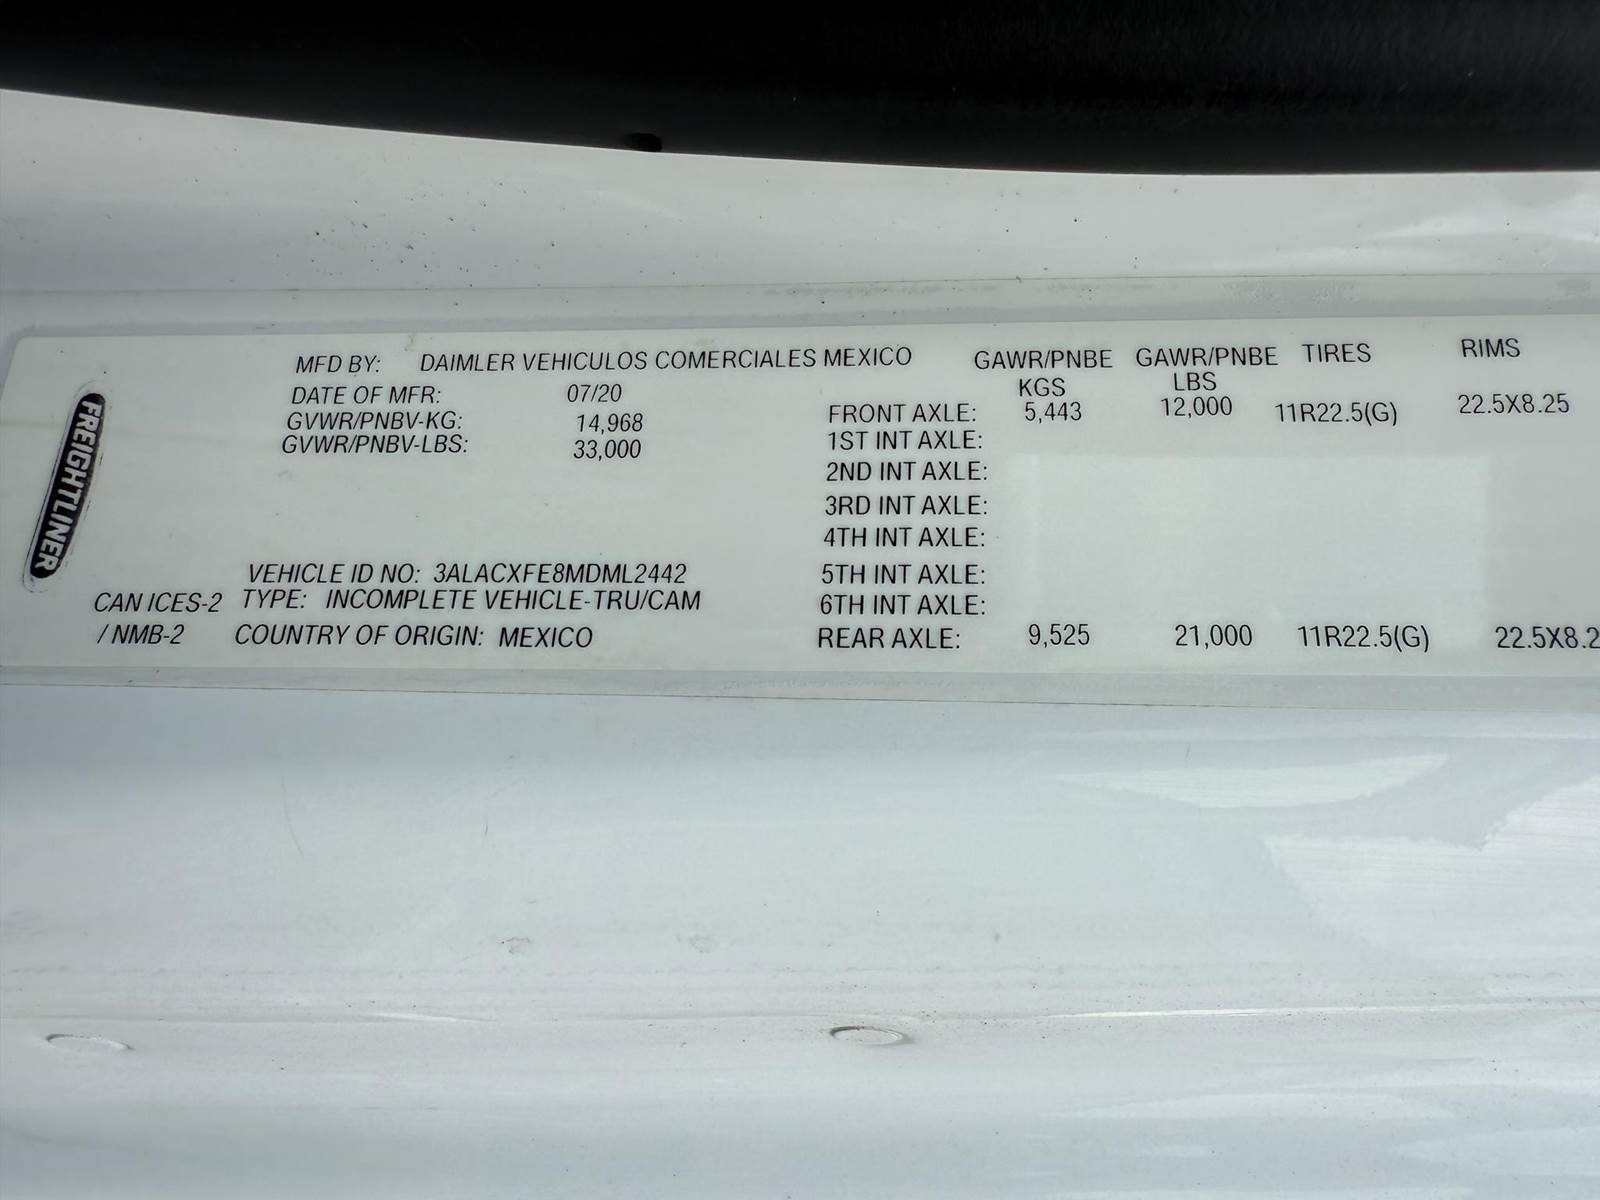 MFD BY: DAIMLER VEHICULOS COMERCIALES MEXICO
DATE OF MFR: 07/20
GVWR/PNBV-KG: 14,968
GVWR/PNBV-LBS: 33,000
FREIGHTLINER
VEHICLE ID NO: 3ALACXFE8MDML2442
CAN ICES-2 TYPE: INCOMPLETE VEHICLE-TRU/CAM
/ NMB-2 COUNTRY OF ORIGIN: MEXICO
GAWR/PNBE GAWR/PNBE TIRES RIMS
KGS LBS
FRONT AXLE: 5,443 12,000 11R22.5(G) 22.5X8.25
1ST INT AXLE:
2ND INT AXLE:
3RD INT AXLE:
4TH INT AXLE:
5TH INT AXLE:
6TH INT AXLE:
REAR AXLE: 9,525 21,000 11R22.5(G) 22.5X8.2